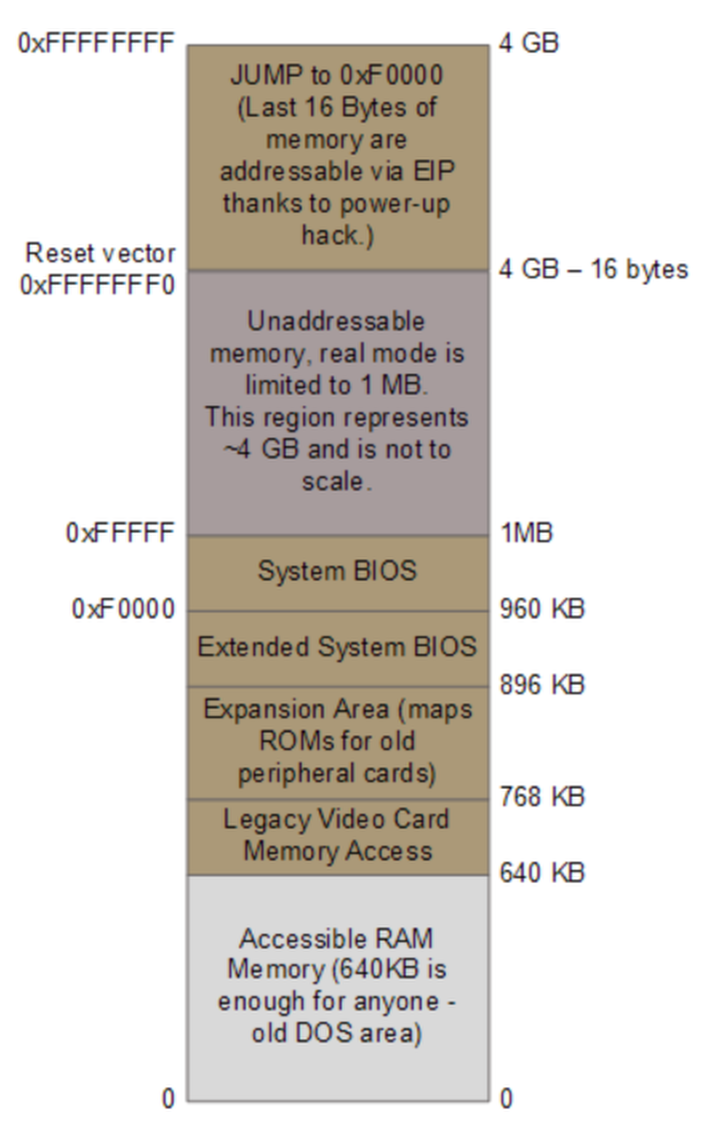 0xFFFFFFFF
4 GB
JUMP to 0xF0000
(Last 16 Bytes of
memory are
addressable via EIP
thanks to power-up
hack.)
Reset vector
0xFFFFFFF0
4 GB – 16 bytes
Unaddressable
memory, real mode is
limited to 1 MB.
This region represents
~4 GB and is not to
scale.
0xFFFFF
1MB
System BIOS
0xF0000
960 KB
Extended System BIOS
896 KB
Expansion Area (maps
ROMs for old
peripheral cards)
768 KB
Legacy Video Card
Memory Access
640 KB
Accessible RAM
Memory (640KB is
enough for anyone -
old DOS area)
0
0